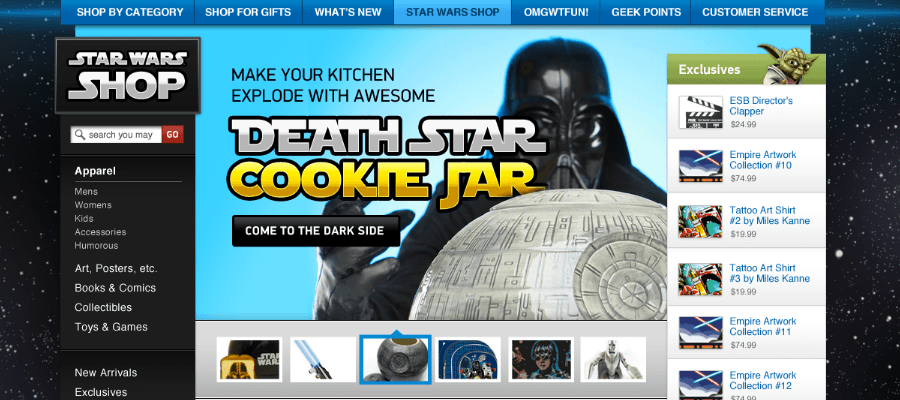 SHOP BY CATEGORY
SHOP FOR GIFTS
WHAT'S NEW
STAR WARS SHOP
OMGWTFUN!
GEEK POINTS
CUSTOMER SERVICE
STAR WARS
SHOP
search you may
GO
Apparel
Mens
Womens
Kids
Accessories
Humorous
Art, Posters, etc.
Books & Comics
Collectibles
Toys & Games
New Arrivals
Exclusives
MAKE YOUR KITCHEN
EXPLODE WITH AWESOME
DEATH STAR
COOKIE JAR
COME TO THE DARK SIDE
STAR
WARS
Exclusives
ESB Director's
Clapper
$24.99
Empire Artwork
Collection #10
$74.99
Tattoo Art Shirt
#2 by Miles Kanne
$19.99
Tattoo Art Shirt
#3 by Miles Kanne
$19.99
Empire Artwork
Collection #11
$74.99
Empire Artwork
Collection #12
$74.99